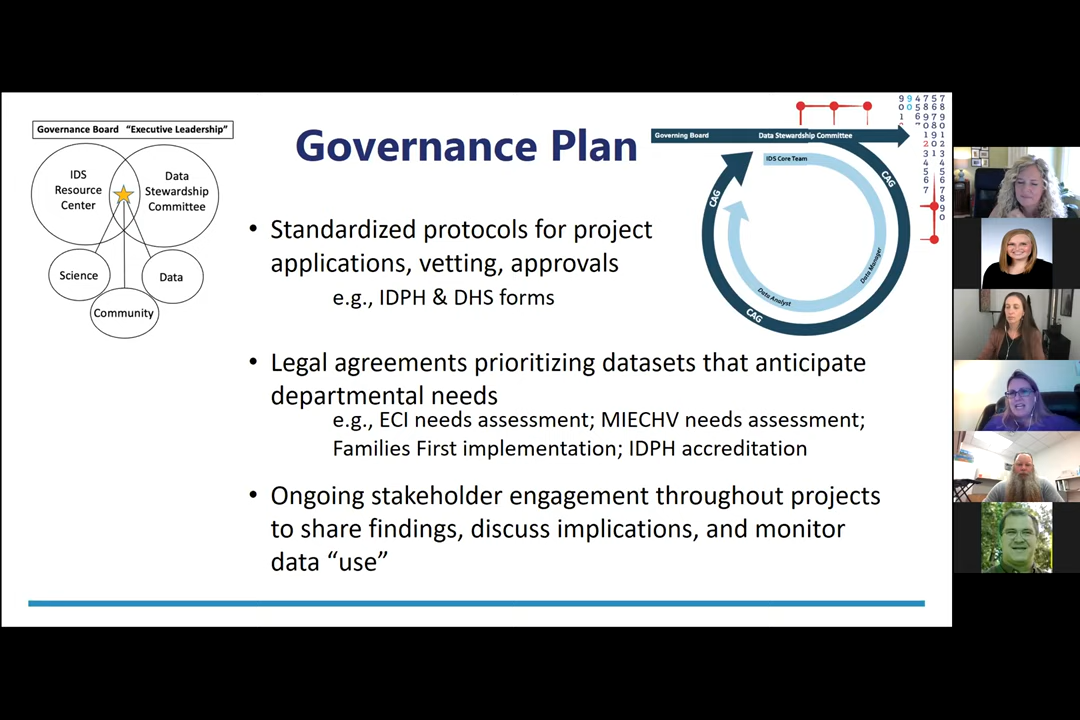 Governance Board "Executive Leadership"
IDS
Resource
Center
Data
Stewardship
Committee
Science
Data
Community
Governance Plan
Governing Board
Data Stewardship Committee
IDS Core Team
CAG
CAG
CAG
Data Manager
Data Analyst
• Standardized protocols for project
applications, vetting, approvals
e.g., IDPH & DHS forms
• Legal agreements prioritizing datasets that anticipate
departmental needs
e.g., ECI needs assessment; MIECHV needs assessment;
Families First implementation; IDPH accreditation
• Ongoing stakeholder engagement throughout projects
to share findings, discuss implications, and monitor
data “use”